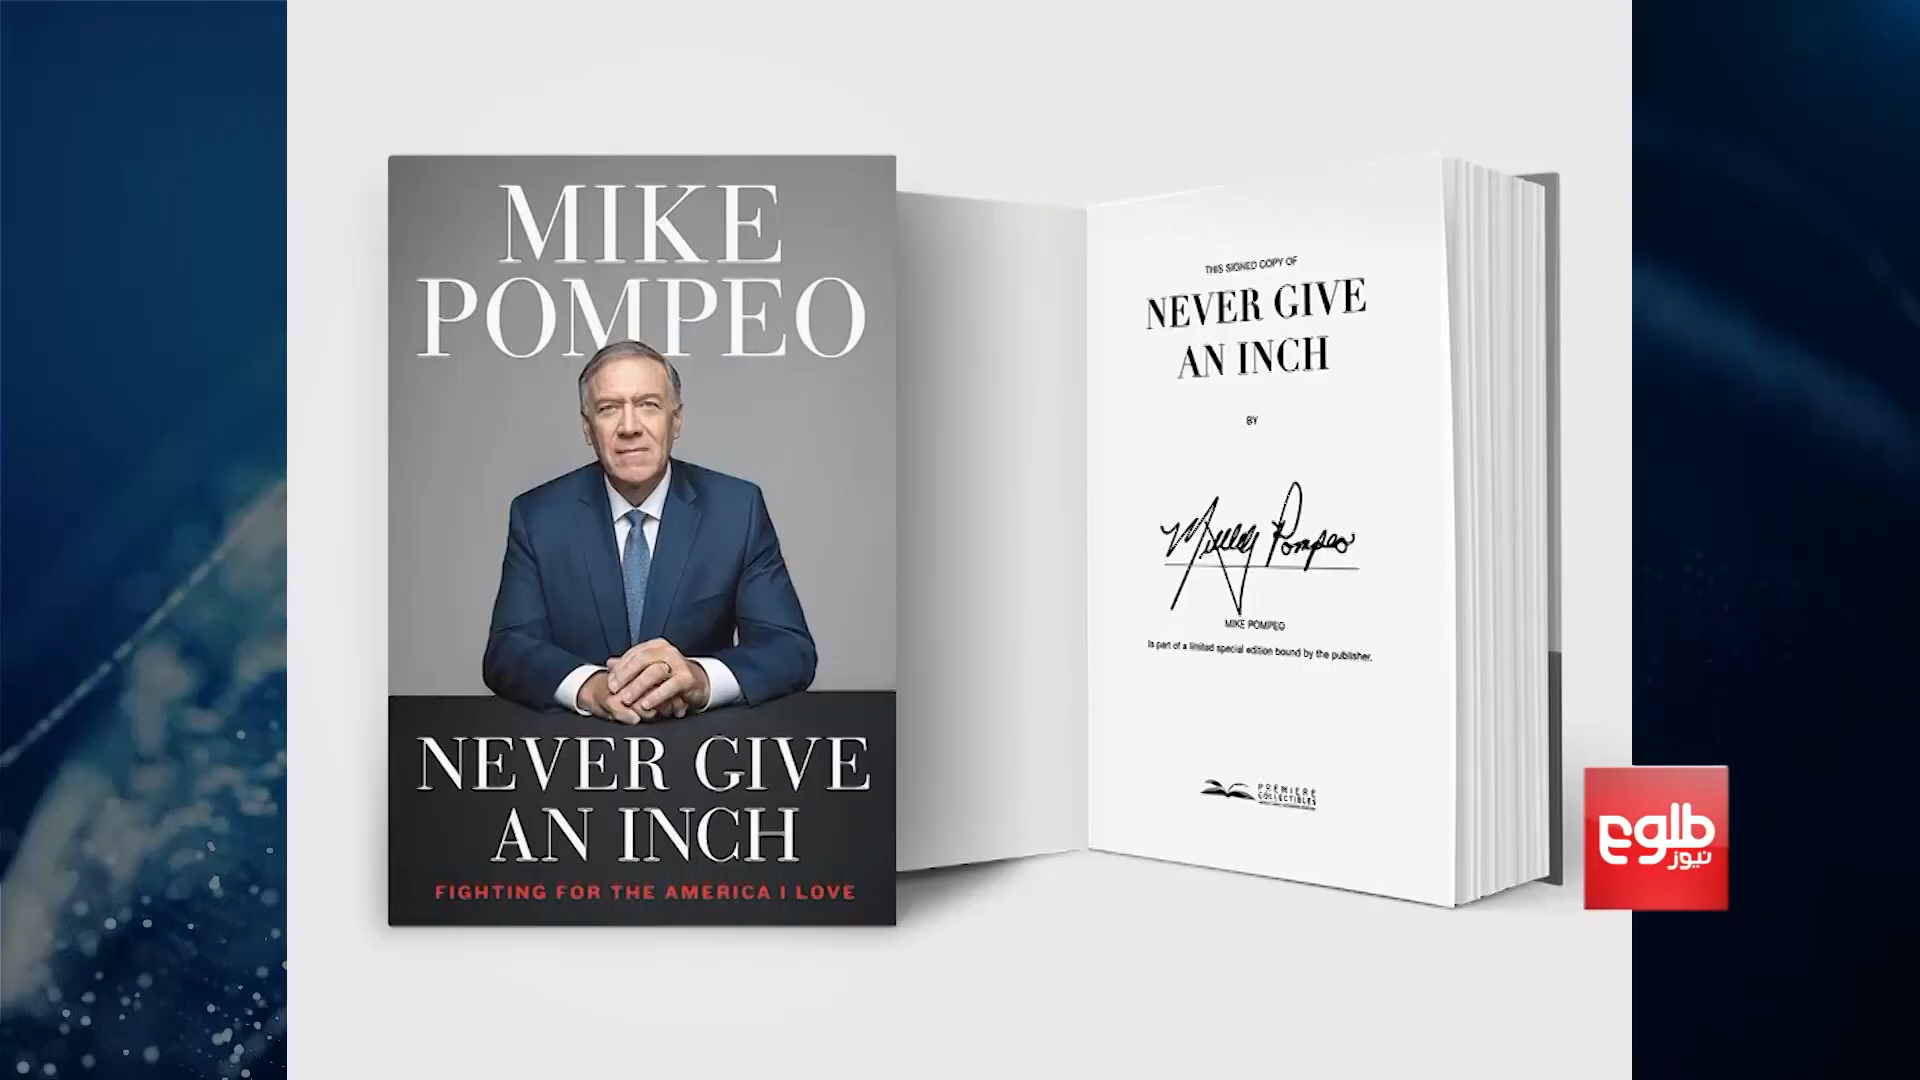 MIKE
POMPEO
NEVER GIVE
AN INCH
FIGHTING FOR THE AMERICA I LOVE
THIS SIGNED COPY OF
NEVER GIVE
AN INCH
BY
MIKE POMPEO
is part of a limited special edition bound by the publisher.
PREMIERE
COLLECTIBLES
طلوع
نیوز